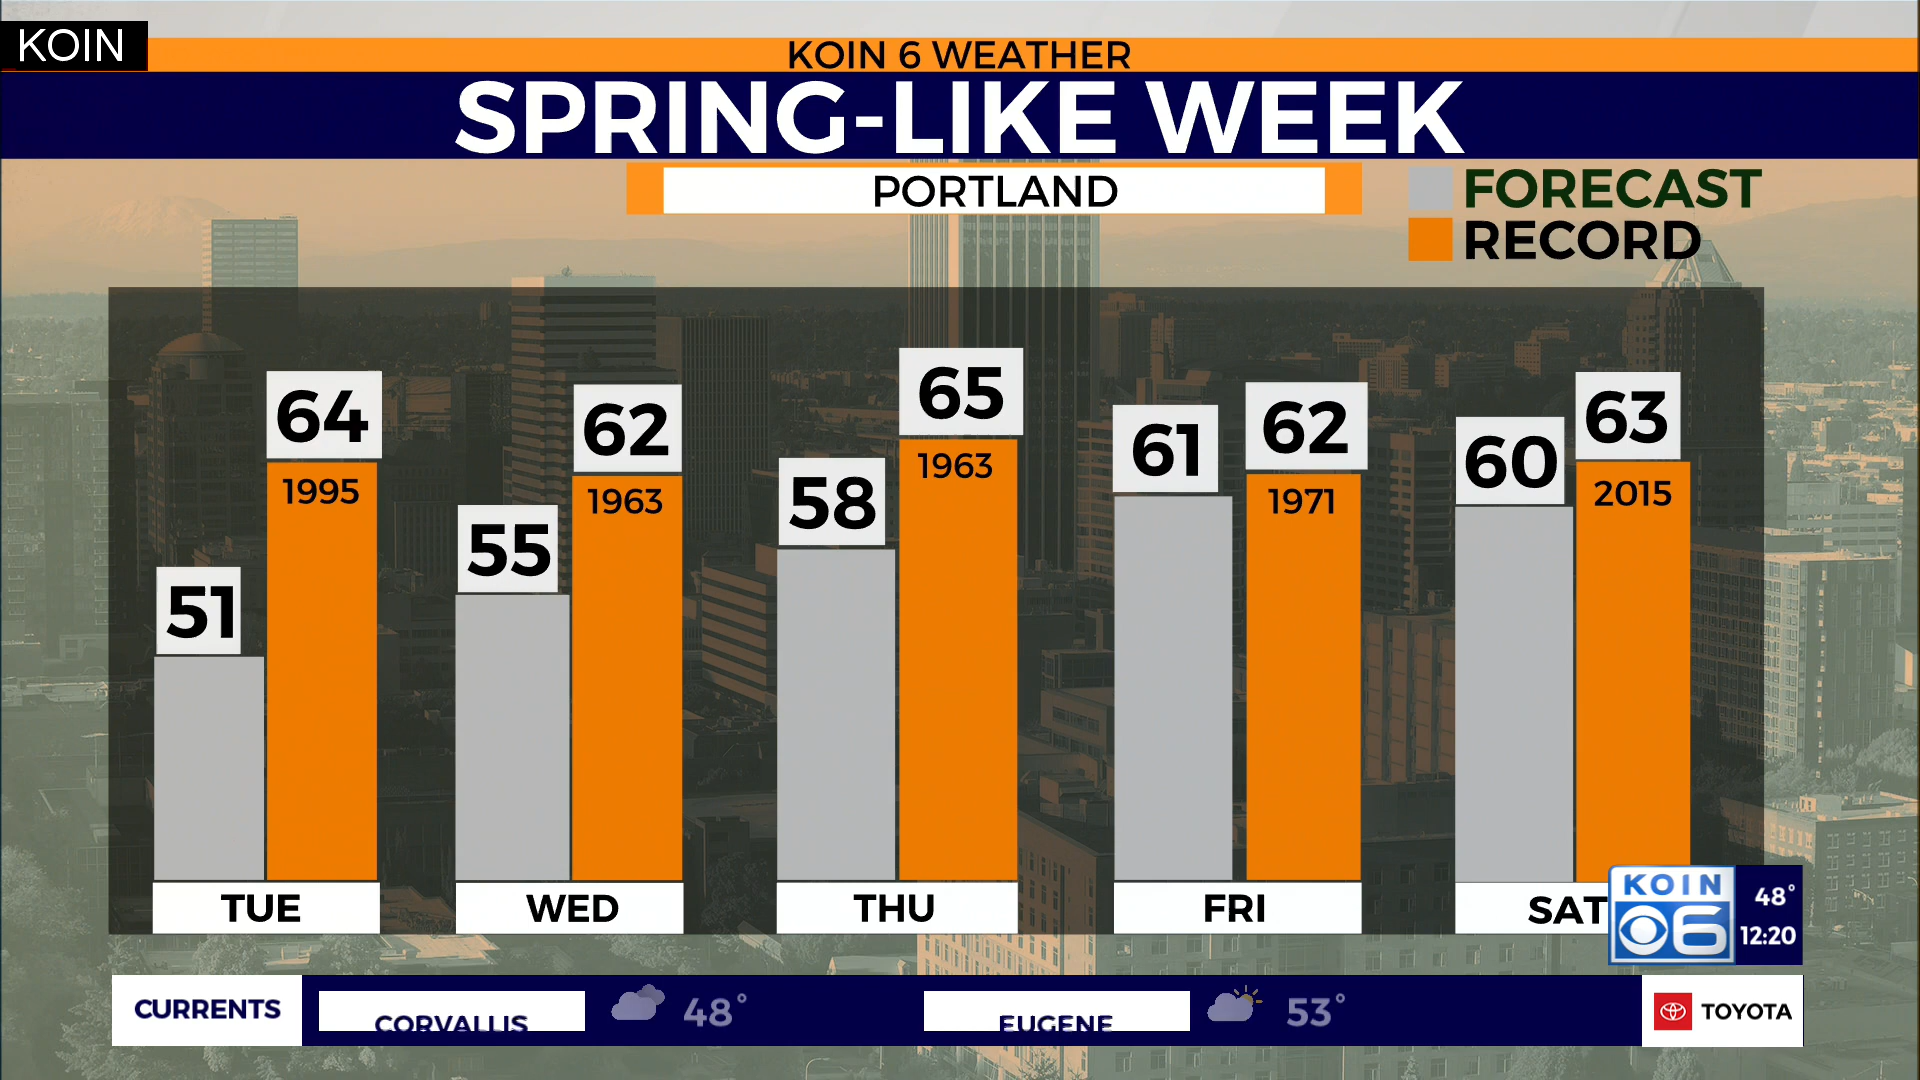 KOIN
KOIN 6 WEATHER
SPRING-LIKE WEEK
PORTLAND
FORECAST
RECORD
51
64
1995
55
62
1963
58
65
1963
61
62
1971
60
63
2015
TUE
WED
THU
FRI
SAT
KOIN
6
48°
12:20
CURRENTS
CORVALLIS
48°
EUGENE
53°
TOYOTA